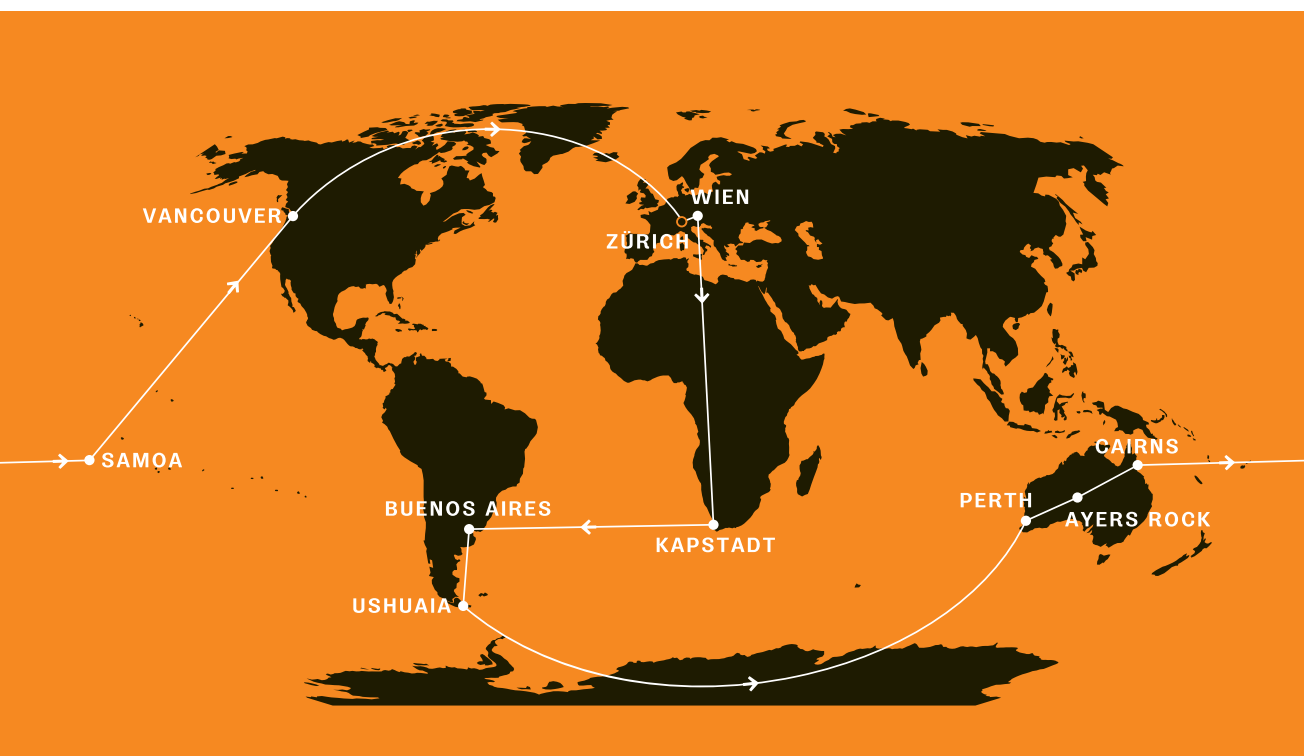 WIEN
VANCOUVER
ZÜRICH
CAIRNS
SAMOA
PERTH
BUENOS AIRES
AYERS ROCK
KAPSTADT
USHUAIA